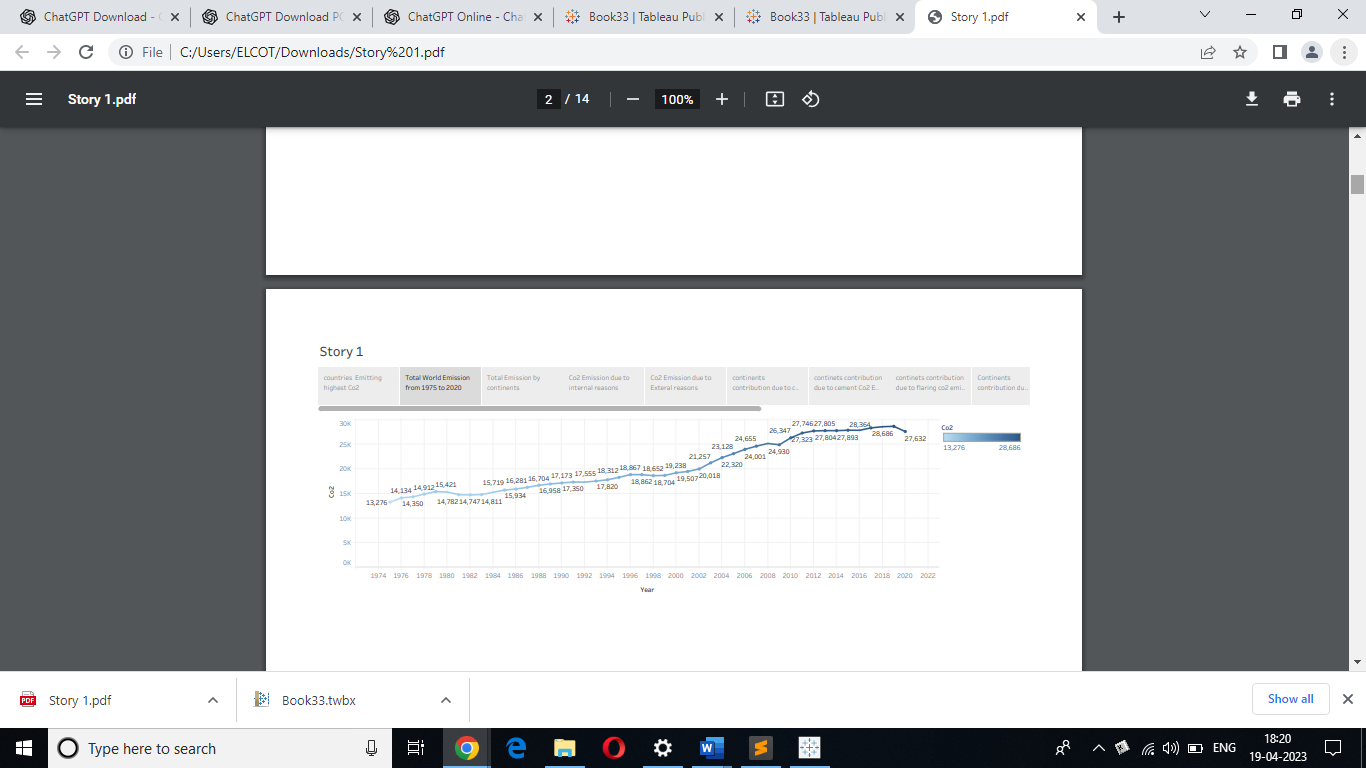 ChatGPT Download - C
ChatGPT Download PC
ChatGPT Online - Cha
Book33 | Tableau Publ
Book33 | Tableau Publ
Story 1.pdf
File
C:/Users/ELCOT/Downloads/Story%201.pdf
Story 1.pdf
2 / 14
100%
Story 1
countries Emitting
highest Co2
Total World Emission
from 1975 to 2020
Total Emission by
continents
Co2 Emission due to
internal reasons
Co2 Emission due to
Exteral reasons
continents
contribution due to c..
continets contribution
due to cement Co2 E..
continets contribution
due to flaring co2 emi..
Continents
contribution du..
30K
25K
20K
15K
10K
5K
0K
Co2
13,276
14,134
14,350
14,912
15,421
14,782
14,747
14,811
15,719
16,281
15,934
16,704
16,958
17,173
17,350
17,555
17,820
18,312
18,867
18,862
18,652
18,704
19,238
19,507
20,018
21,257
22,320
23,128
24,001
24,655
24,930
26,347
27,323
27,746
27,804
27,805
27,893
28,364
28,686
27,632
1974 1976 1978 1980 1982 1984 1986 1988 1990 1992 1994 1996 1998 2000 2002 2004 2006 2008 2010 2012 2014 2016 2018 2020 2022
Year
Co2
13,276 28,686
Story 1.pdf
Book33.twbx
Show all
Type here to search
ENG
18:20
19-04-2023